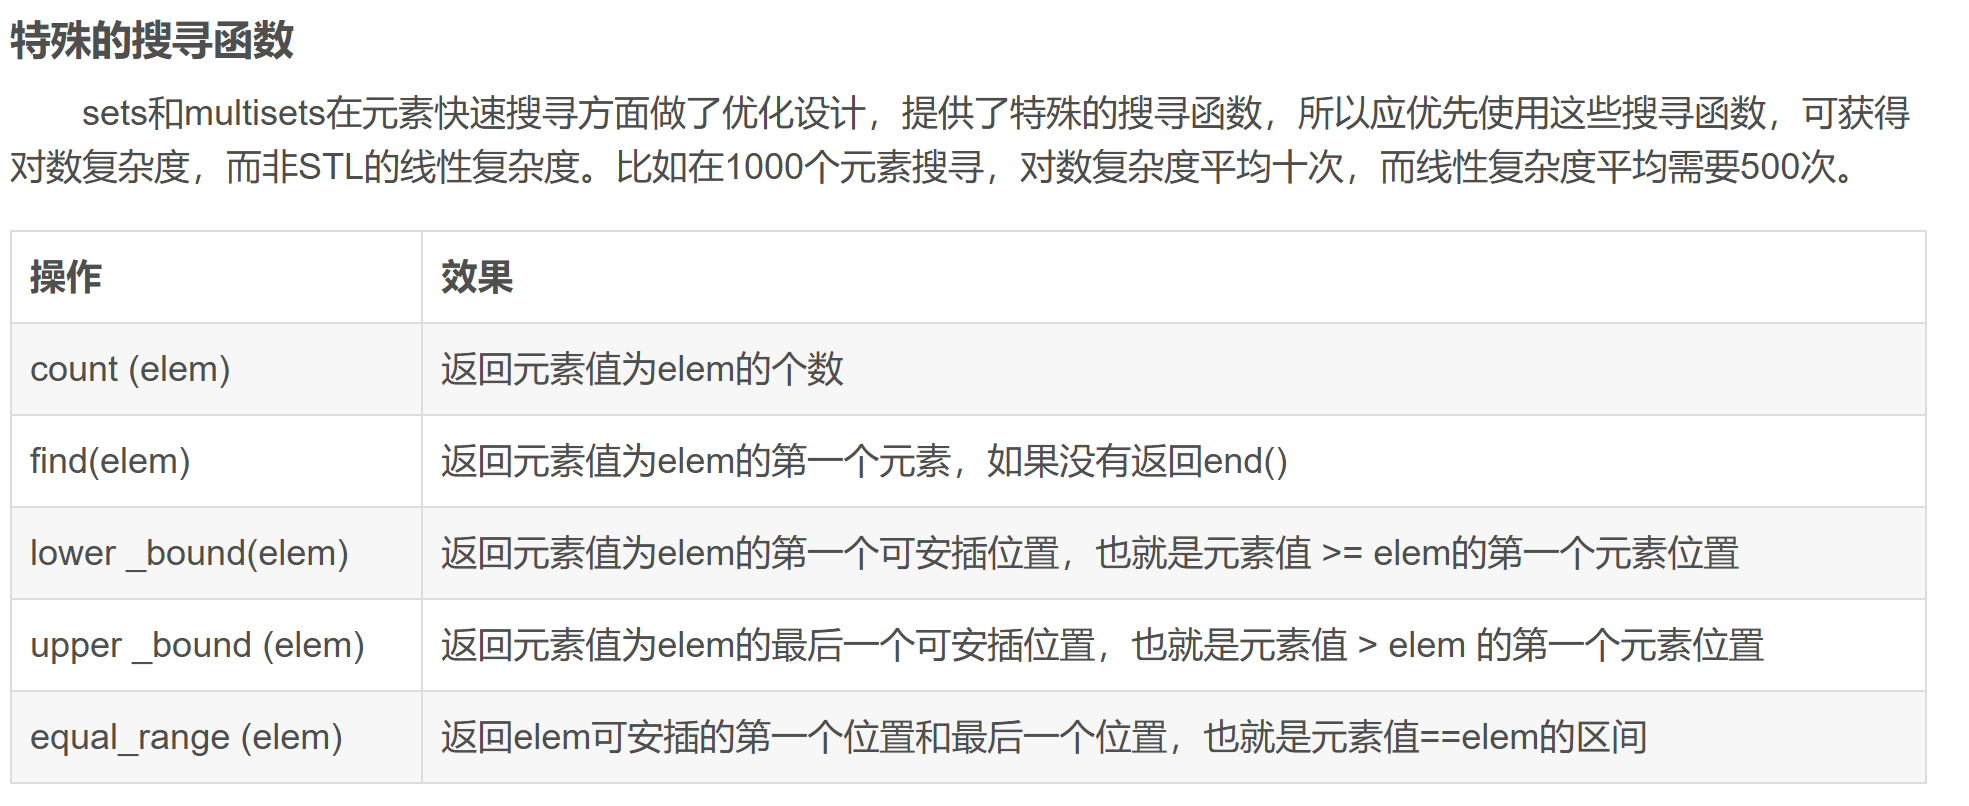 特殊的搜寻函数
sets和multisets在元素快速搜寻方面做了优化设计，提供了特殊的搜寻函数，所以应优先使用这些搜寻函数，可获得
对数复杂度，而非STL的线性复杂度。比如在1000个元素搜寻，对数复杂度平均十次，而线性复杂度平均需要500次。
操作 效果
count (elem) 返回元素值为elem的个数
find(elem) 返回元素值为elem的第一个元素，如果没有返回end()
lower _bound(elem) 返回元素值为elem的第一个可安插位置，也就是元素值 >= elem的第一个元素位置
upper _bound (elem) 返回元素值为elem的最后一个可安插位置，也就是元素值 > elem 的第一个元素位置
equal_range (elem) 返回elem可安插的第一个位置和最后一个位置，也就是元素值==elem的区间